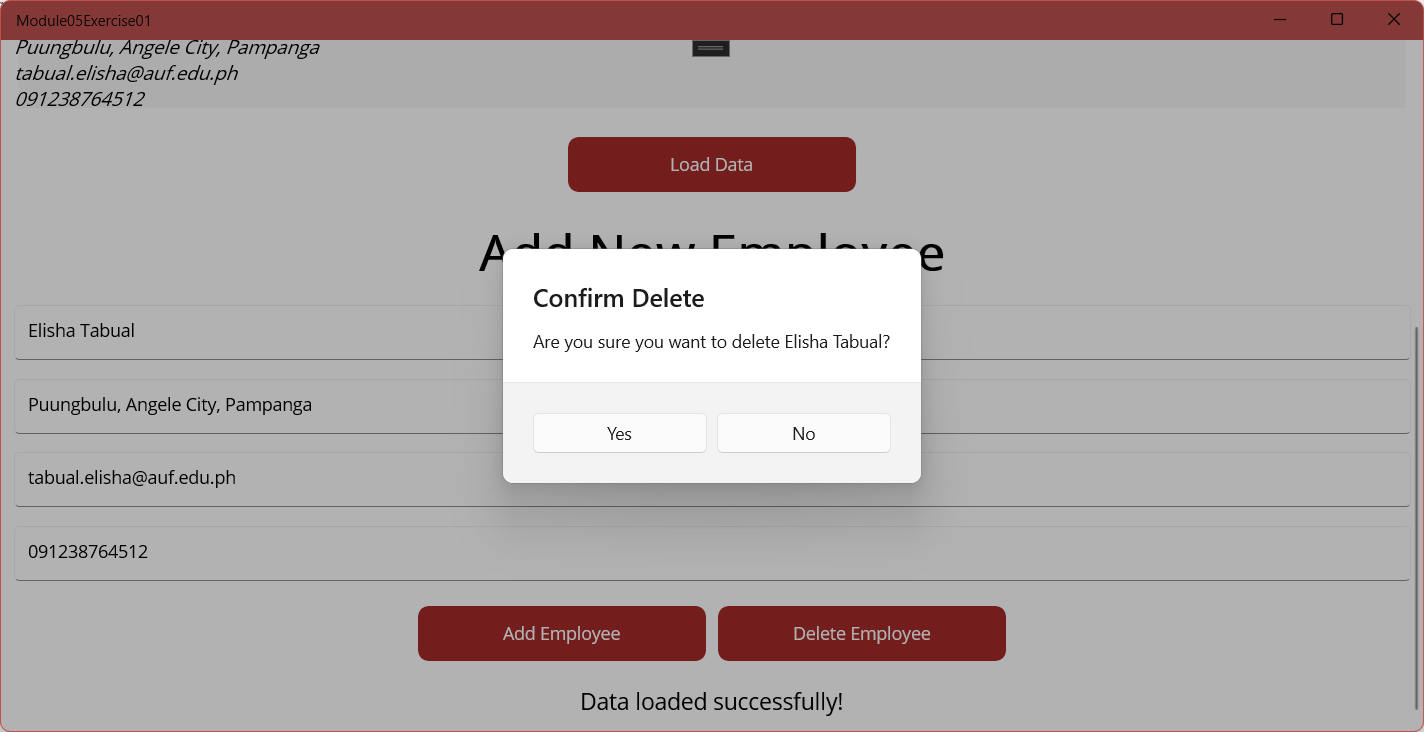 Module05Exercise01
Puungbulu, Angele City, Pampanga
tabual.elisha@auf.edu.ph
091238764512
Load Data
Add New Employee
Confirm Delete
Are you sure you want to delete Elisha Tabual?
Yes No
Elisha Tabual
Puungbulu, Angele City, Pampanga
tabual.elisha@auf.edu.ph
091238764512
Add Employee Delete Employee
Data loaded successfully!